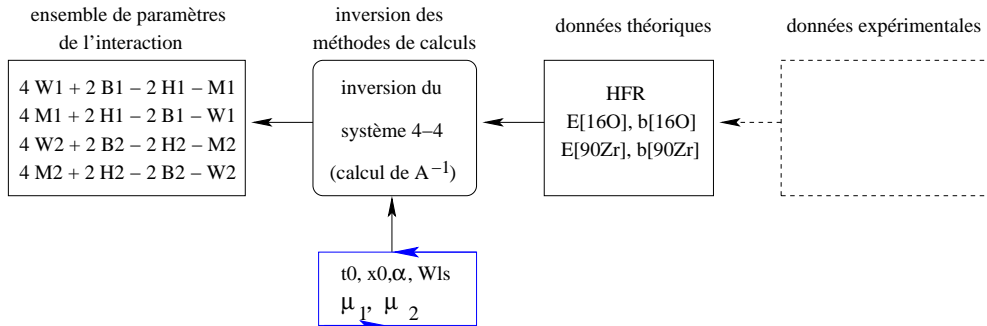 ensemble de paramètres
de l’interaction
inversion des
méthodes de calculs
données théoriques
données expérimentales
4 W1 + 2 B1 − 2 H1 − M1
4 M1 + 2 H1 − 2 B1 − W1
4 W2 + 2 B2 − 2 H2 − M2
4 M2 + 2 H2 − 2 B2 − W2
inversion du
système 4−4
(calcul de A⁻¹)
HFR
E[16O], b[16O]
E[90Zr], b[90Zr]
t0, x0,α, Wls
μ₁, μ₂